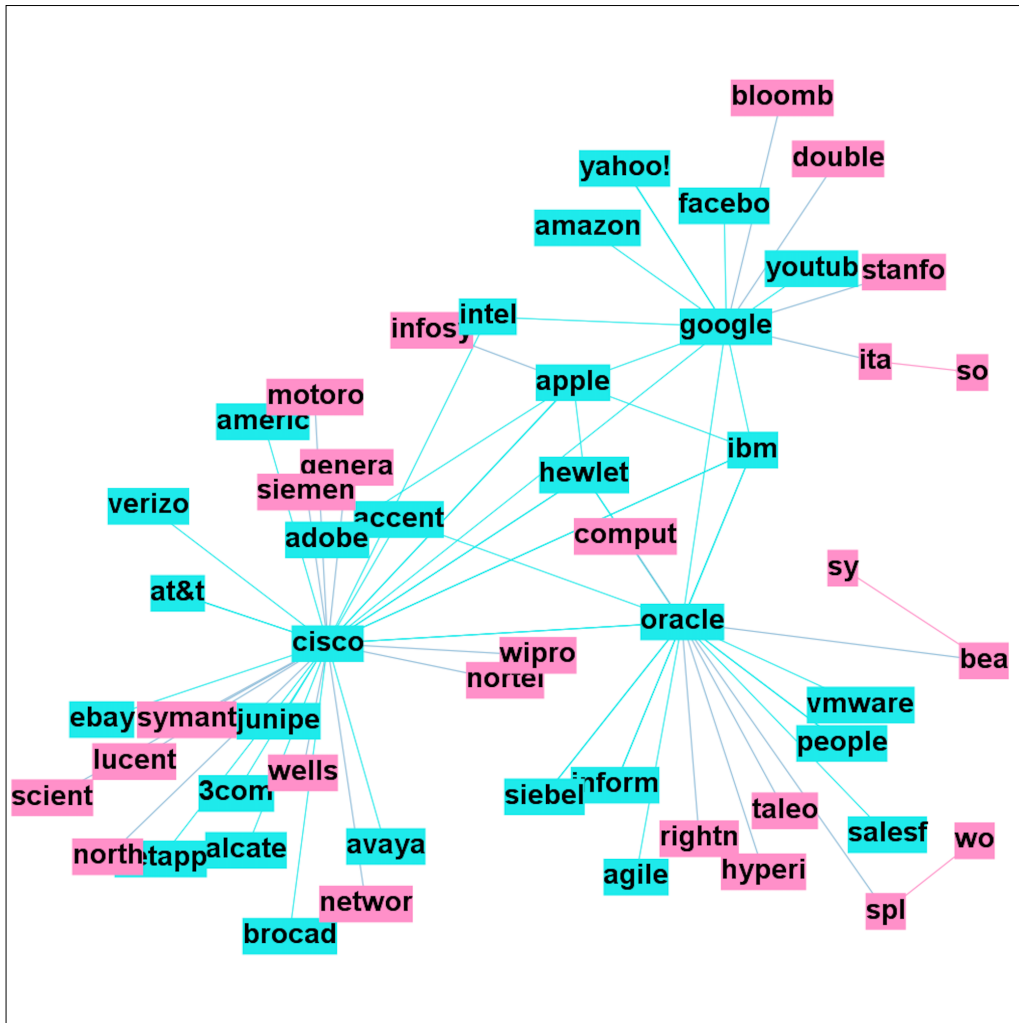 bloomb
double
yahoo!
facebo
amazon
youtub
stanfo
intel
infosy
google
ita
so
apple
motoro
americ
ibm
genera
hewlet
siemen
verizo
accent
adobe
comput
sy
at&t
oracle
cisco
wipro
bea
nortel
vmware
ebay
symant
junipe
people
lucent
wells
inform
siebel
3com
scient
taleo
rightn
salesf
wo
alcate
avaya
north
etapp
hyperi
agile
networ
spl
brocad